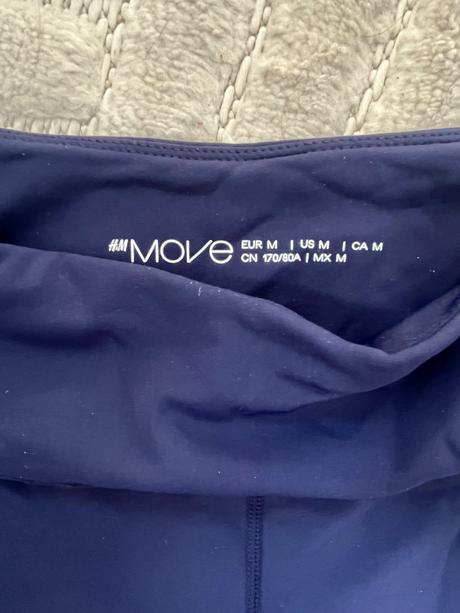 H&M MOVE EUR M | US M | CA M
CN 170/80A | MX M